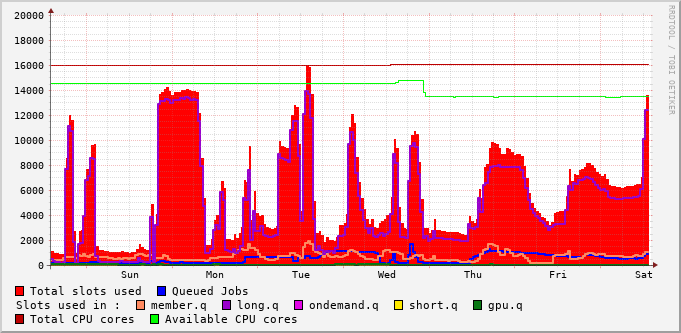 20000
18000
16000
14000
12000
10000
8000
6000
4000
2000
0
Sun Mon Tue Wed Thu Fri Sat
RRDTOOL / TOBI OETIKER
Total slots used Queued Jobs
Slots used in : member.q long.q ondemand.q short.q gpu.q
Total CPU cores Available CPU cores